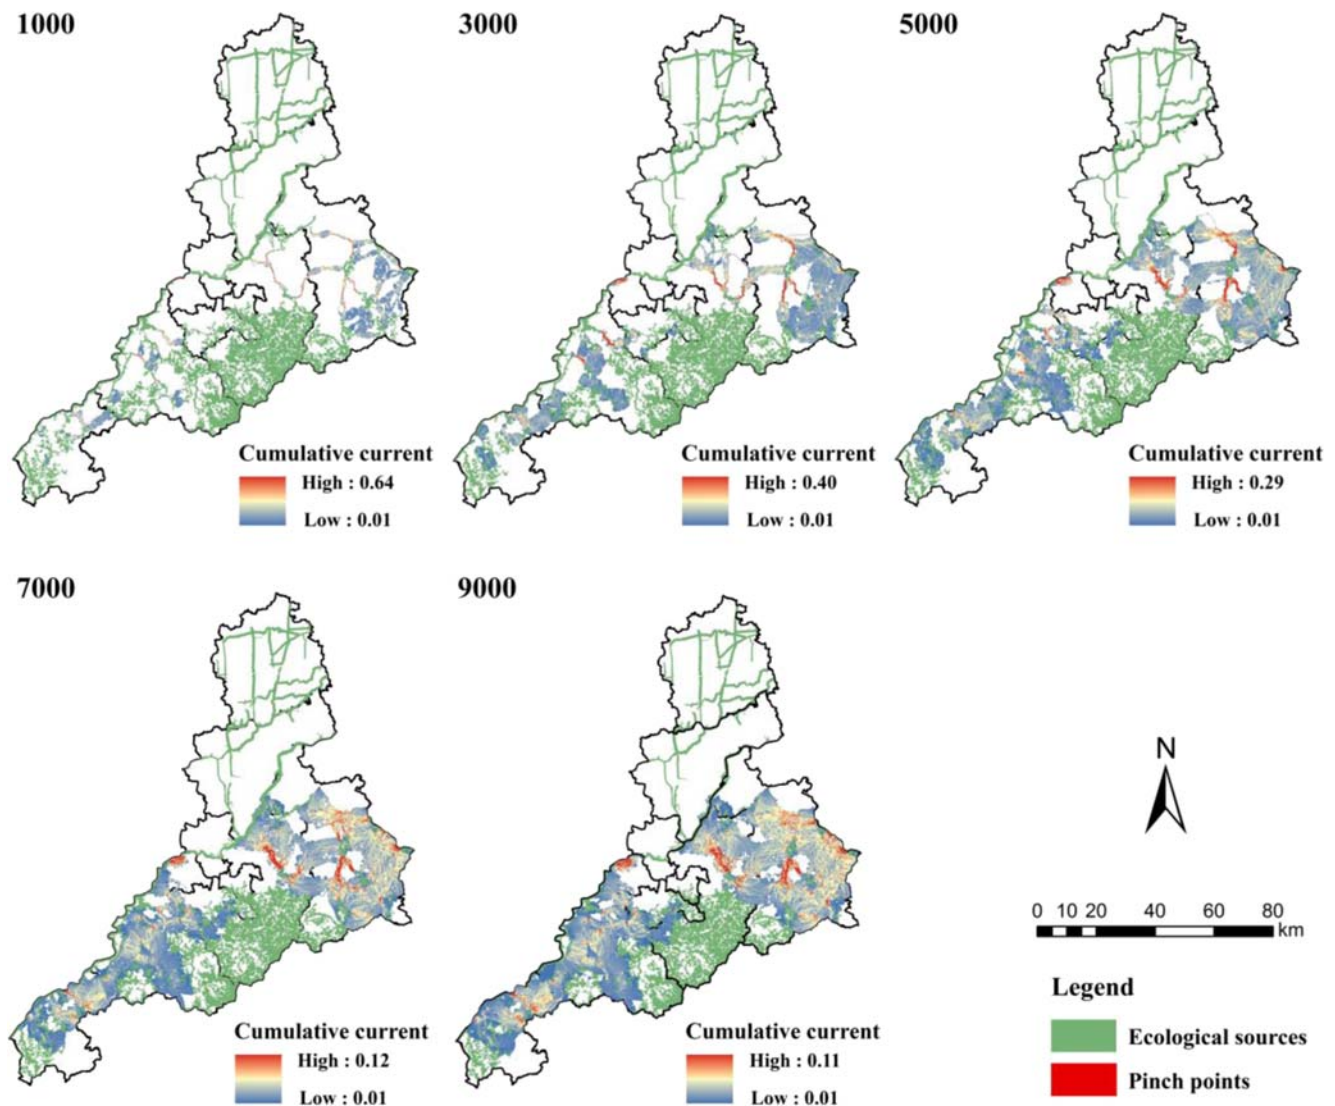 1000
3000
5000
Cumulative current
High : 0.64
Low : 0.01
Cumulative current
High : 0.40
Low : 0.01
Cumulative current
High : 0.29
Low : 0.01
7000
9000
Cumulative current
High : 0.12
Low : 0.01
Cumulative current
High : 0.11
Low : 0.01
N
0 10 20 40 60 80
km
Legend
Ecological sources
Pinch points